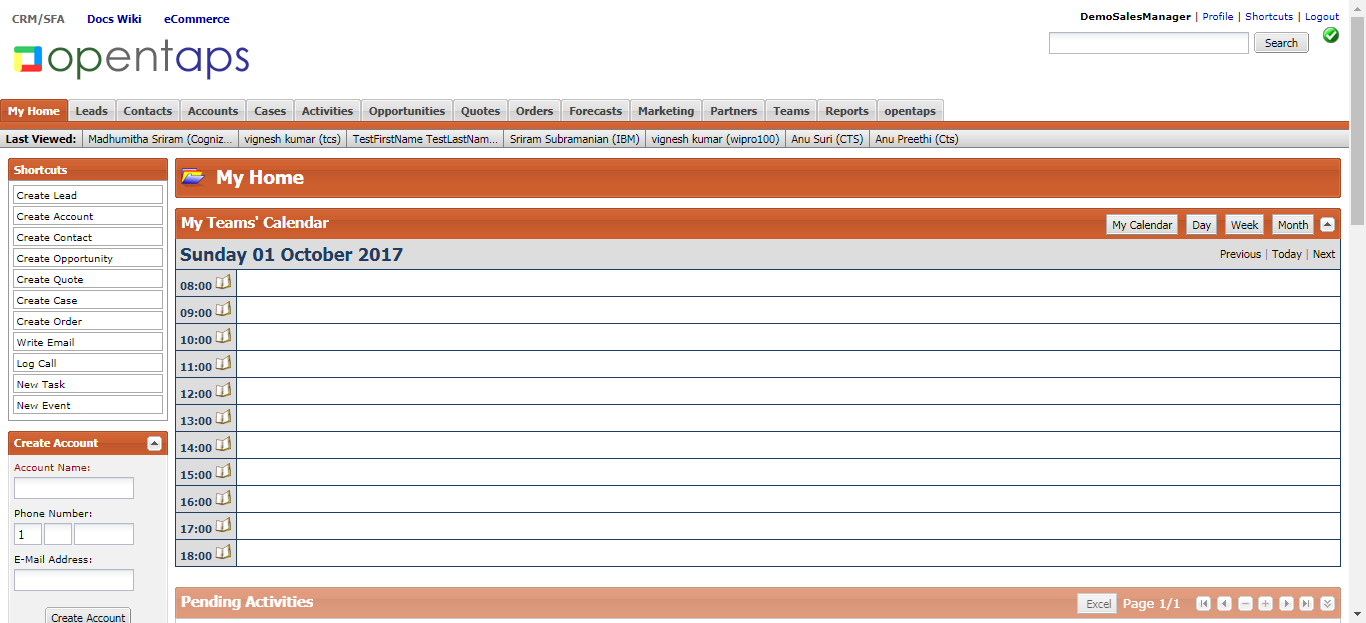 CRM/SFA Docs Wiki eCommerce
DemoSalesManager | Profile | Shortcuts | Logout
opentaps
Search
My Home Leads Contacts Accounts Cases Activities Opportunities Quotes Orders Forecasts Marketing Partners Teams Reports opentaps
Last Viewed: Madhumitha Sriram (Cogniz... vignesh kumar (tcs) TestFirstName TestLastNam... Sriram Subramanian (IBM) vignesh kumar (wipro100) Anu Suri (CTS) Anu Preethi (Cts)
Shortcuts
Create Lead
Create Account
Create Contact
Create Opportunity
Create Quote
Create Case
Create Order
Write Email
Log Call
New Task
New Event
Create Account
Account Name:
Phone Number:
1
E-Mail Address:
Create Account
My Home
My Teams' Calendar My Calendar Day Week Month
Sunday 01 October 2017 Previous | Today | Next
08:00
09:00
10:00
11:00
12:00
13:00
14:00
15:00
16:00
17:00
18:00
Pending Activities Excel Page 1/1